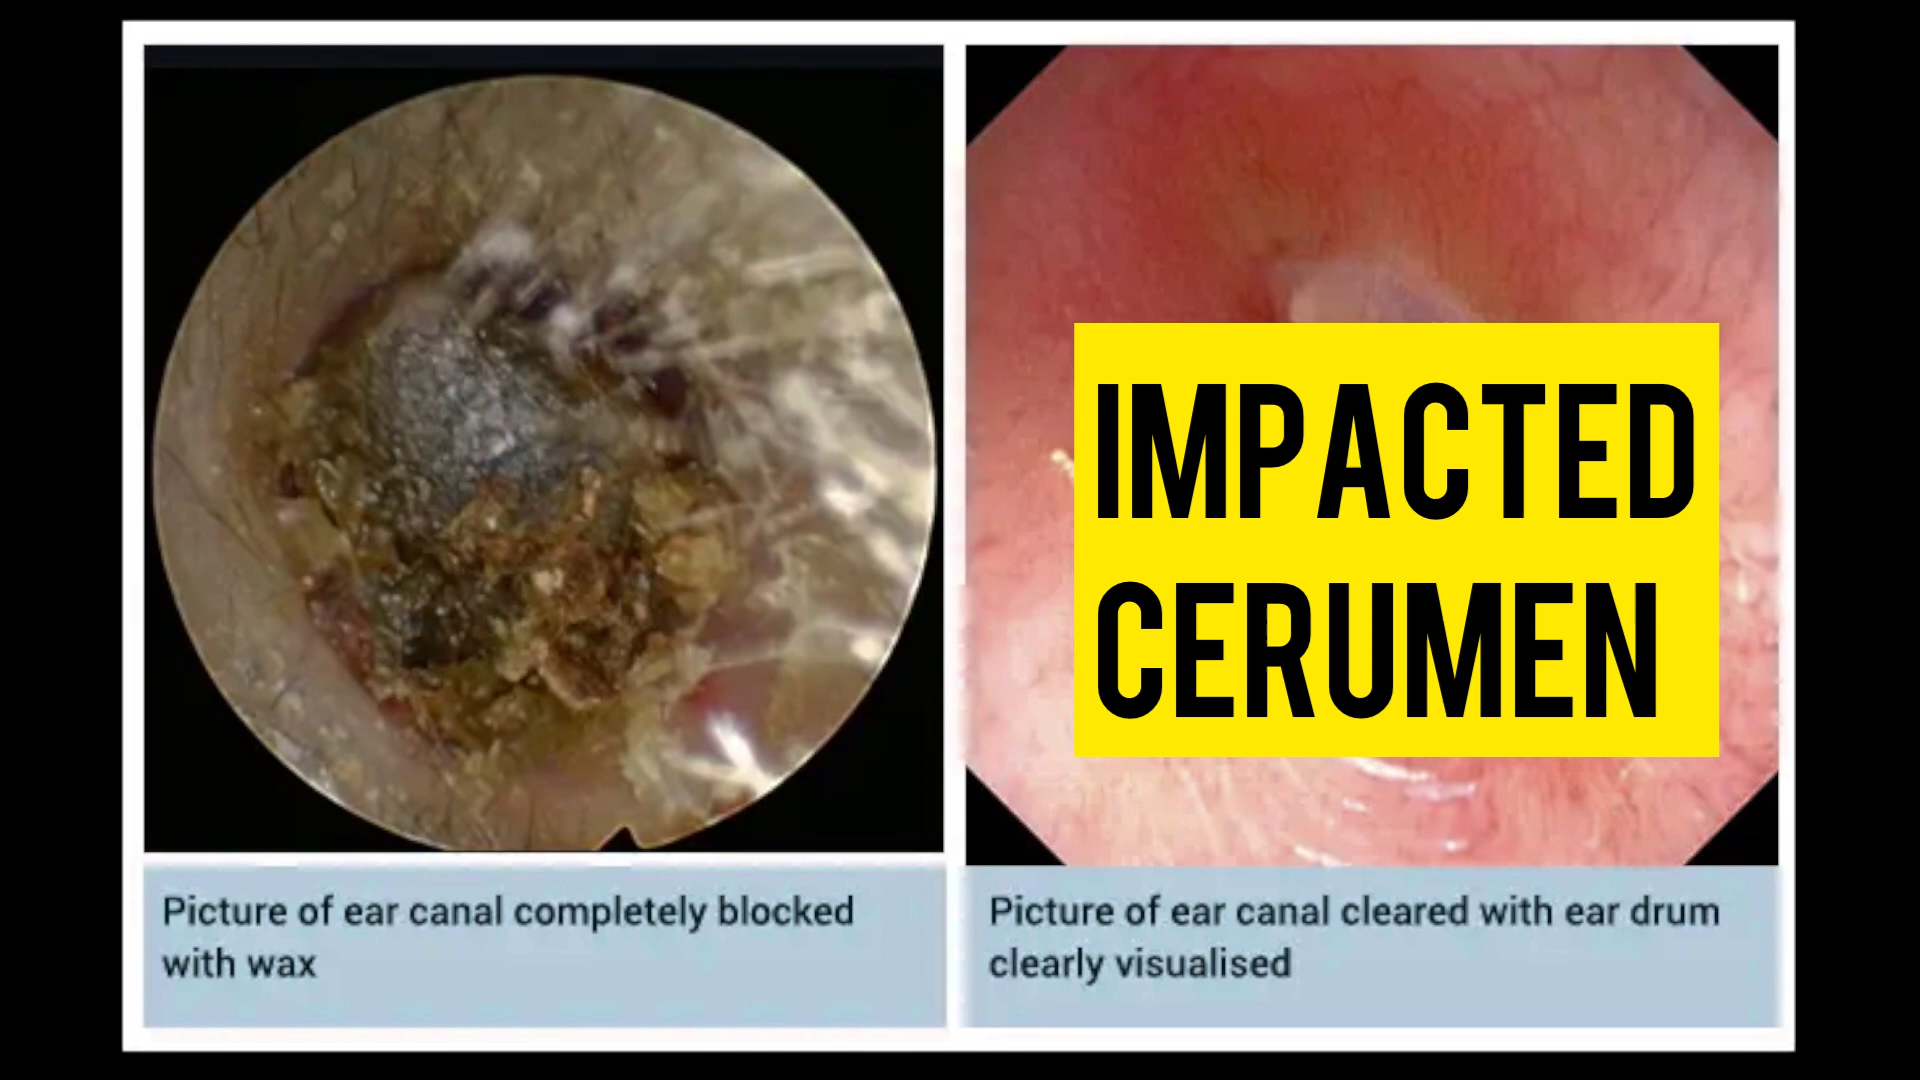 IMPACTED
CERUMEN
Picture of ear canal completely blocked
with wax
Picture of ear canal cleared with ear drum
clearly visualised